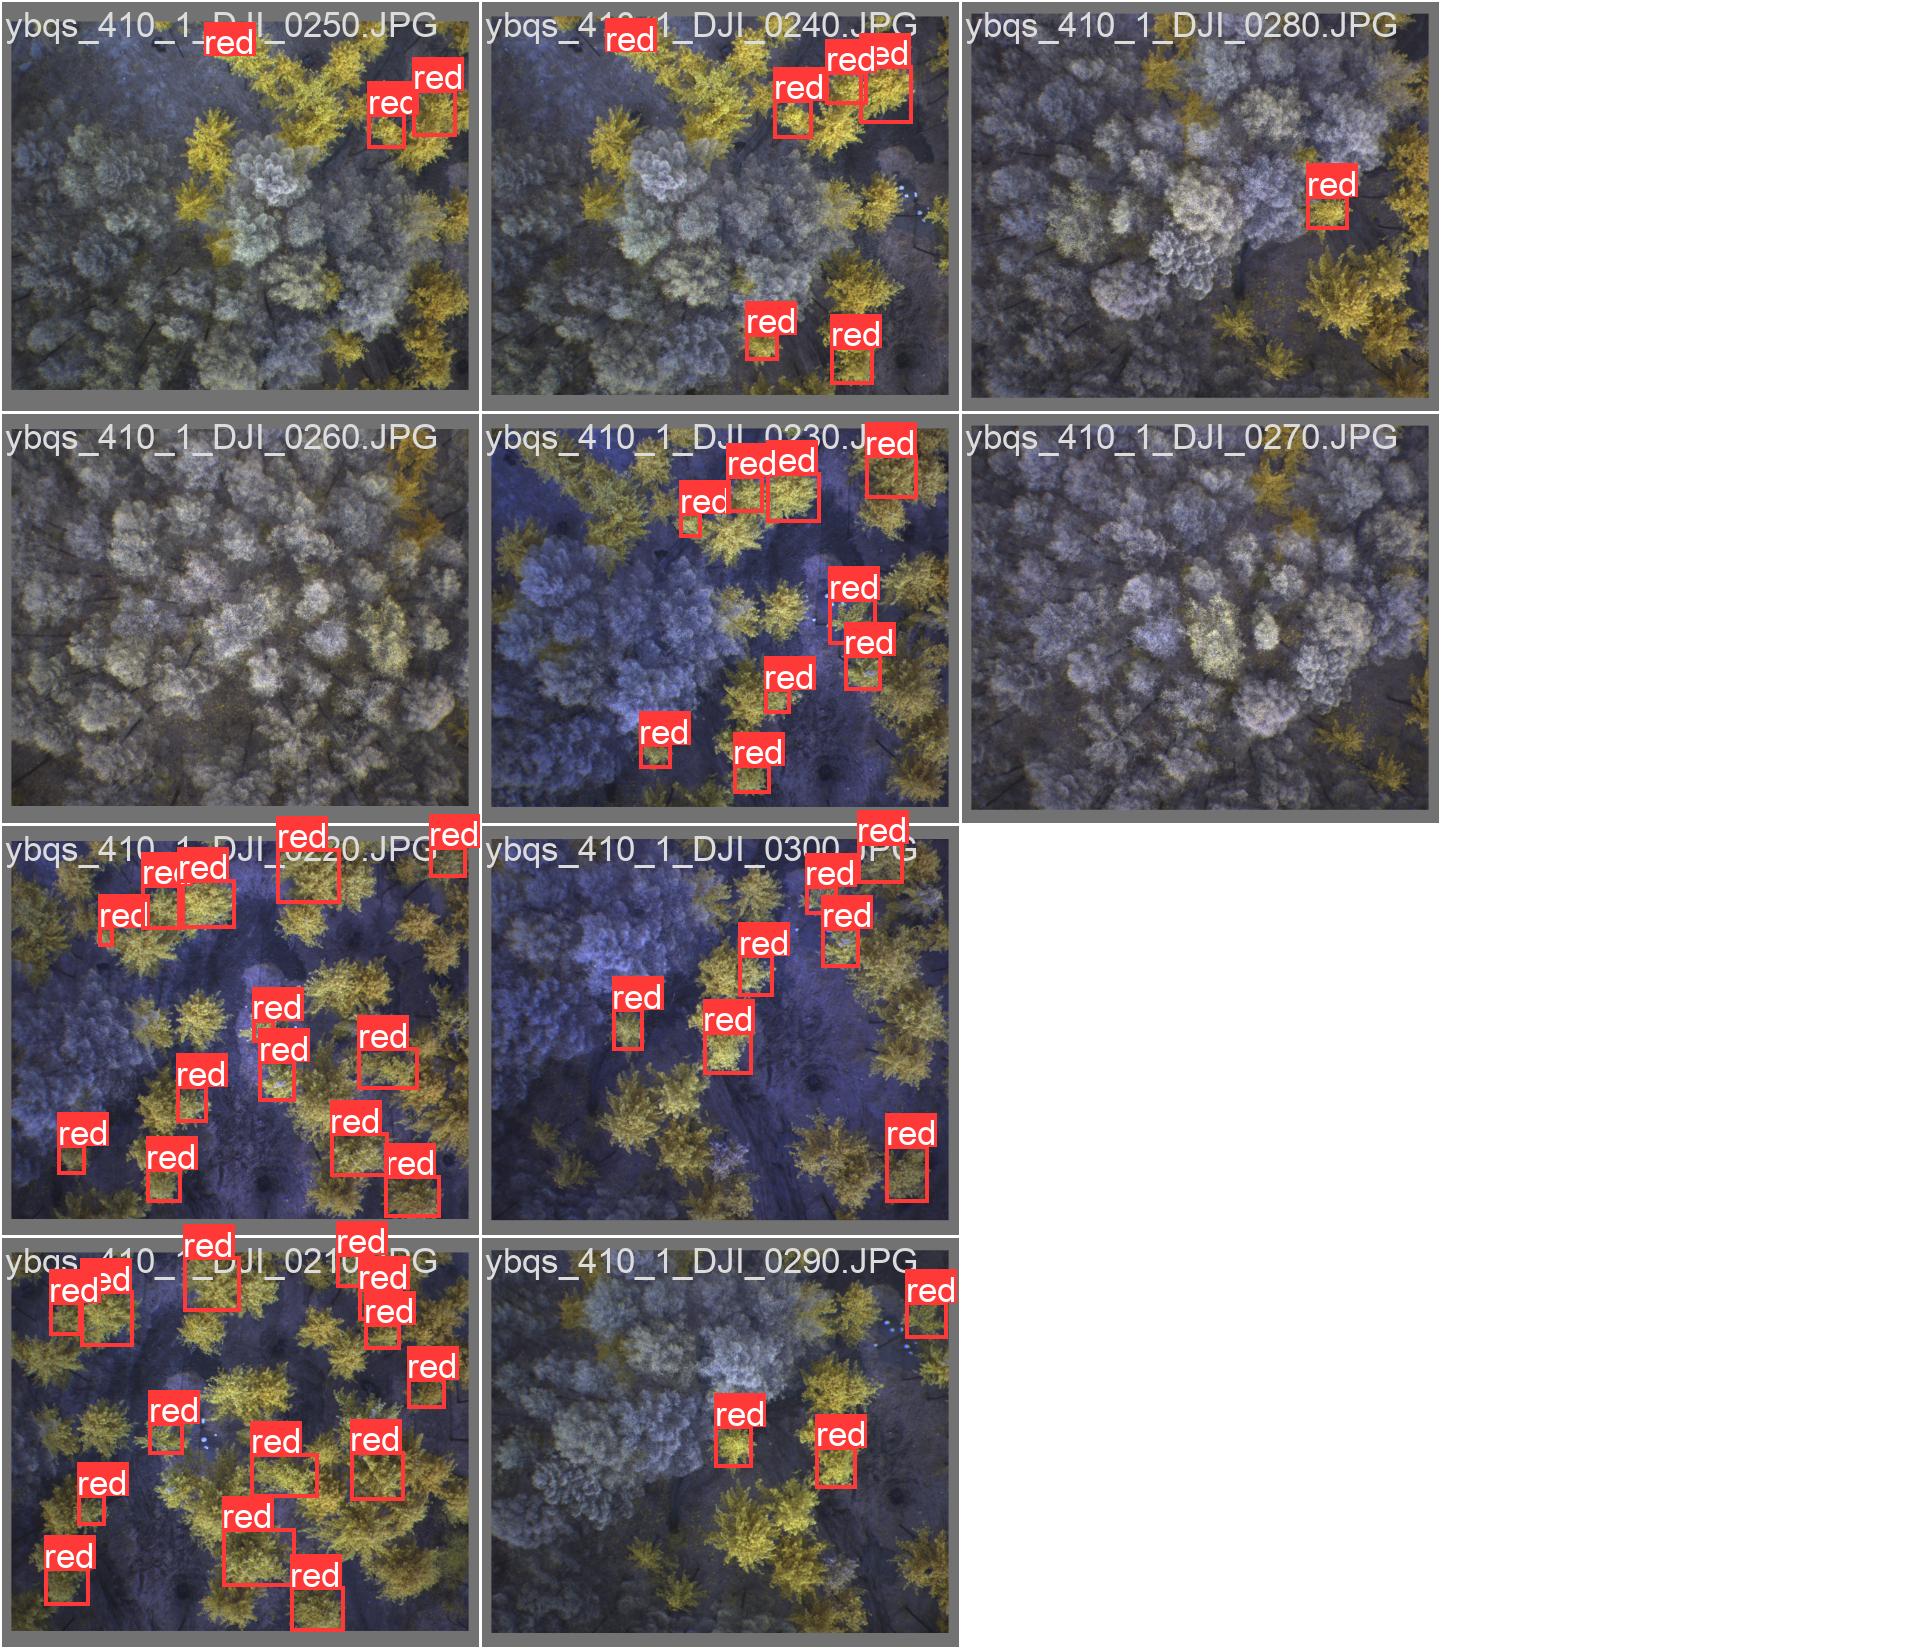 ybqs_410_1_DJI_0250.JPG
red
red
red
ybqs_410_1_DJI_0240.JPG
red
red
red
red
red
red
ybqs_410_1_DJI_0280.JPG
red
ybqs_410_1_DJI_0260.JPG
ybqs_410_1_DJI_0230.J
red
red
red
red
red
red
red
red
red
ybqs_410_1_DJI_0270.JPG
ybqs_410_1_DJI_0220.JPG
red
red
red
red
red
red
red
red
red
red
red
red
red
ybqs_410_1_DJI_0300.JPG
red
red
red
red
red
red
red
ybqs_410_1_DJI_0210.JPG
red
red
red
red
red
red
red
red
red
red
red
red
red
red
ybqs_410_1_DJI_0290.JPG
red
red
red